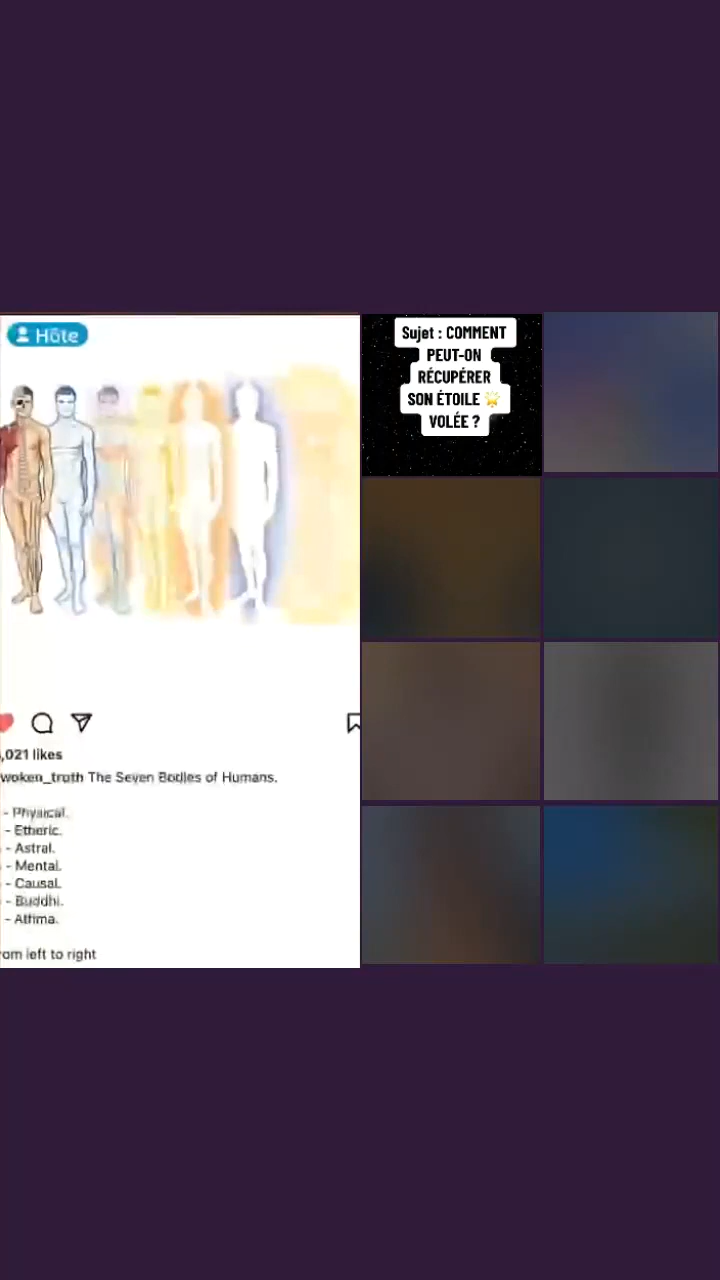 Hôte
,021 likes
woken_truth The Seven Bodies of Humans.
- Physical.
- Etheric.
- Astral.
- Mental.
- Causal.
- Buddhi.
- Athma.
rom left to right
Sujet : COMMENT
PEUT-ON
RÉCUPÉRER
SON ÉTOILE 🌟
VOLÉE ?